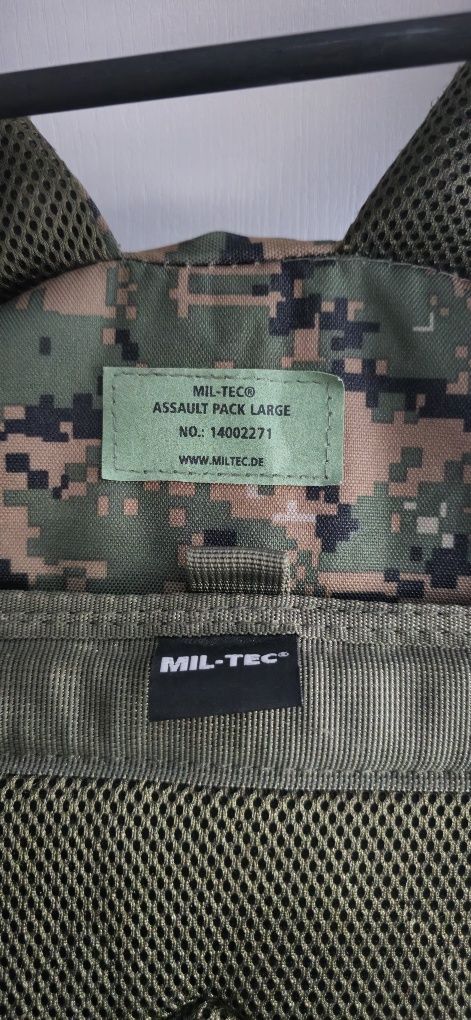 MIL-TEC®
ASSAULT PACK LARGE
NO.: 14002271
WWW.MILTEC.DE
MIL-TEC®